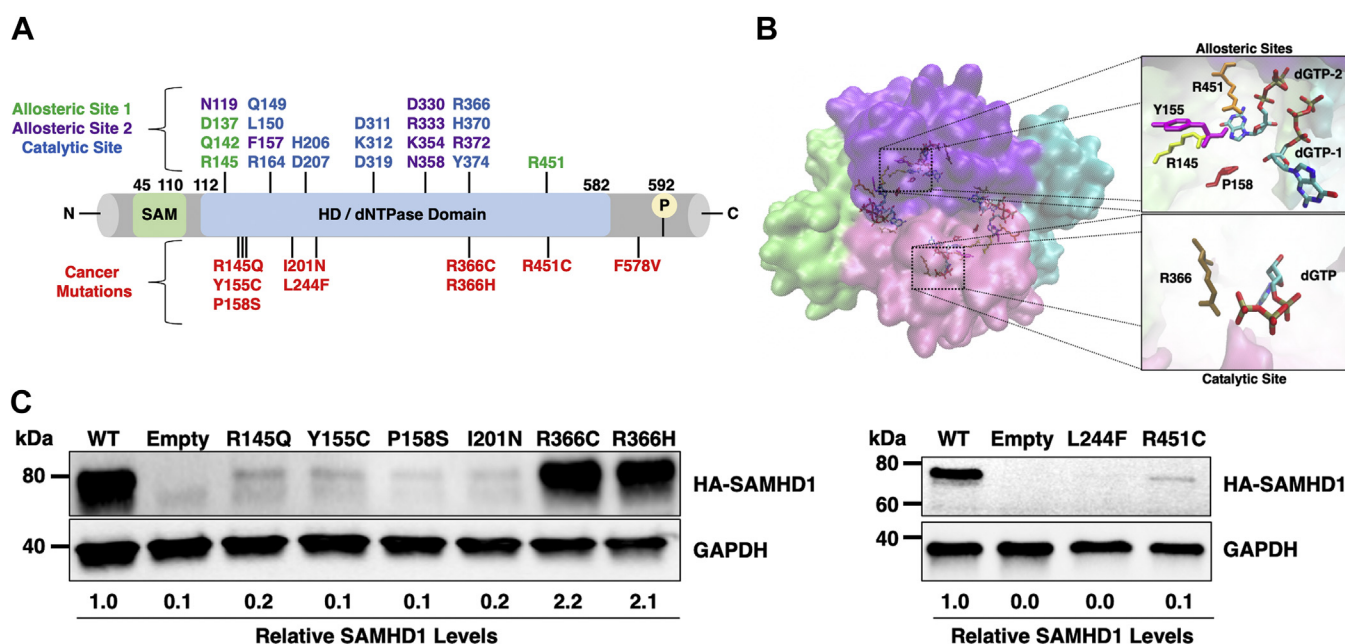 A
Allosteric Site 1
Allosteric Site 2
Catalytic Site
N119 Q149 D330 R366
D137 L150 D311 R333 H370
Q142 F157 H206 K312 K354 R372
R145 R164 D207 D319 N358 Y374 R451
45 110 112 582 592
N SAM HD / dNTPase Domain P C
Cancer
Mutations
R145Q I201N R366C R451C F578V
Y155C L244F R366H
P158S
B
Allosteric Sites
R451 dGTP-2
Y155
R145 dGTP-1
P158
R366 dGTP
Catalytic Site
C
kDa WT Empty R145Q Y155C P158S I201N R366C R366H
80 HA-SAMHD1
40 GAPDH
1.0 0.1 0.2 0.1 0.1 0.2 2.2 2.1
Relative SAMHD1 Levels
kDa WT Empty L244F R451C
80 HA-SAMHD1
60
40 GAPDH
1.0 0.0 0.0 0.1
Relative SAMHD1 Levels